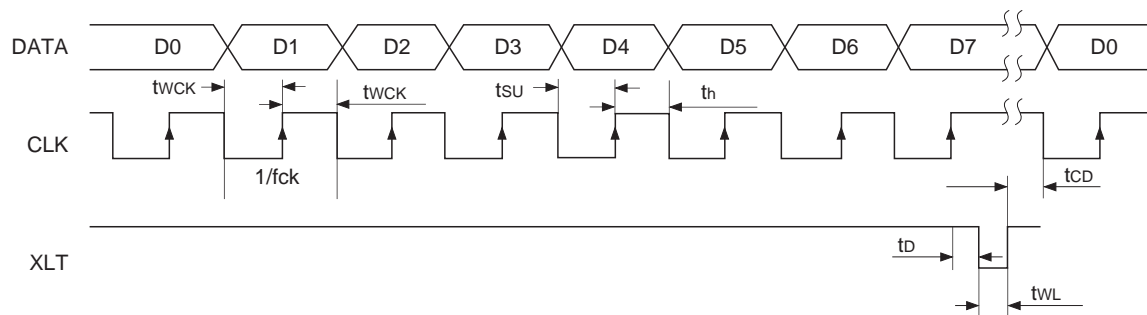 DATA D0 D1 D2 D3 D4 D5 D6 D7 D0
tWCK tWCK tSU th
CLK
1/fck tCD
XLT
tD
tWL